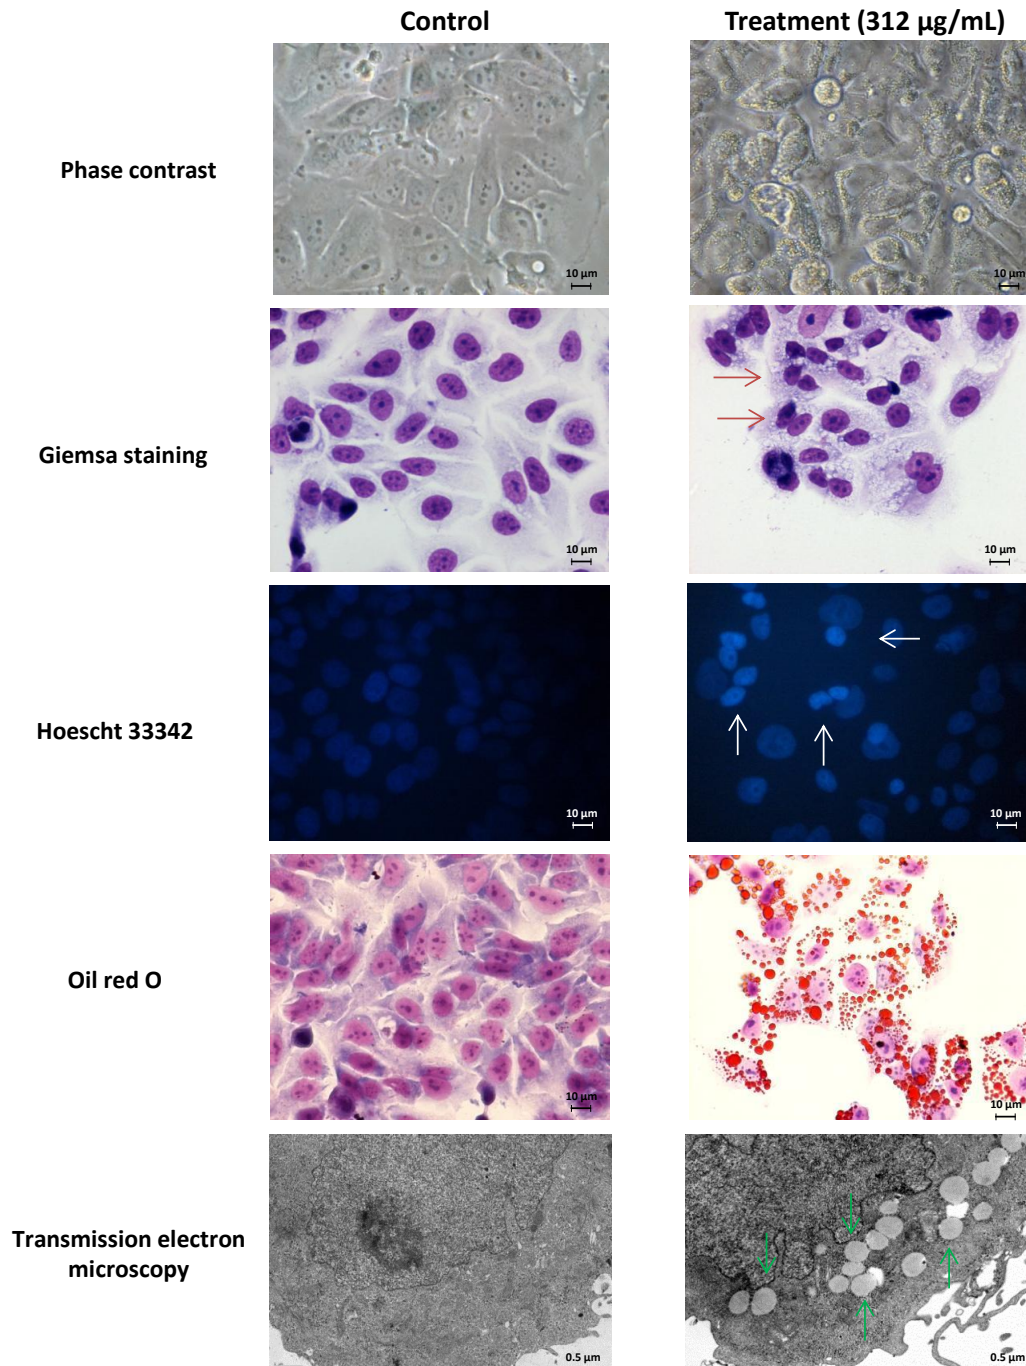 Control
Treatment (312 µg/mL)
Phase contrast
10 µm
10 µm
Giemsa staining
10 µm
10 µm
Hoescht 33342
10 µm
10 µm
Oil red O
10 µm
10 µm
Transmission electron
microscopy
0.5 µm
0.5 µm